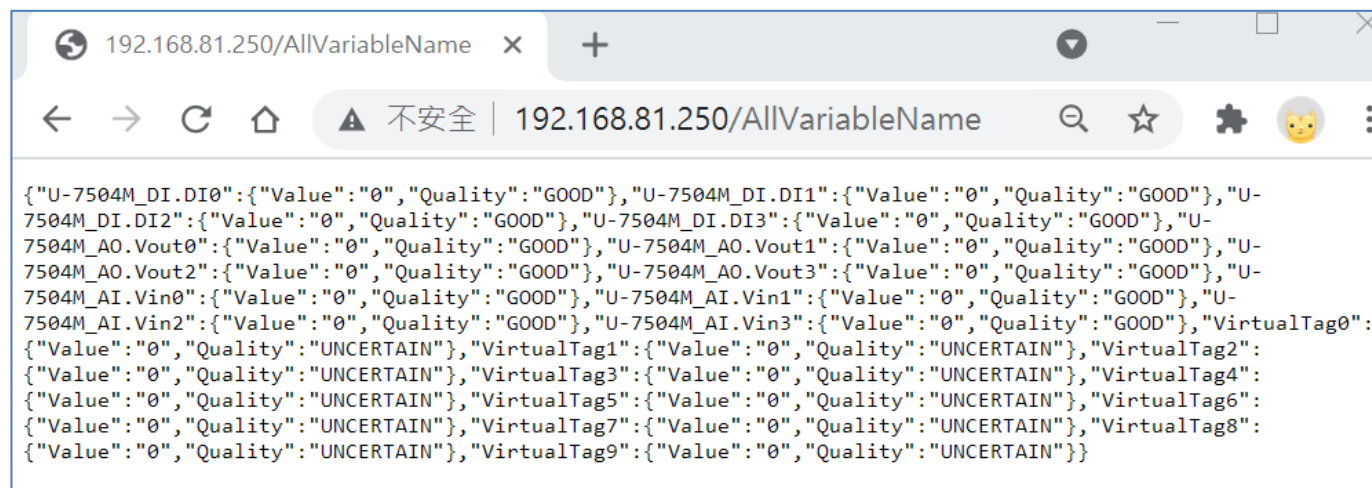 192.168.81.250/AllVariableName
不安全 192.168.81.250/AllVariableName
{"U-7504M_DI.DI0":{"Value":"0","Quality":"GOOD"},"U-7504M_DI.DI1":{"Value":"0","Quality":"GOOD"},"U-
7504M_DI.DI2":{"Value":"0","Quality":"GOOD"},"U-7504M_DI.DI3":{"Value":"0","Quality":"GOOD"},"U-
7504M_AO.Vout0":{"Value":"0","Quality":"GOOD"},"U-7504M_AO.Vout1":{"Value":"0","Quality":"GOOD"},"U-
7504M_AO.Vout2":{"Value":"0","Quality":"GOOD"},"U-7504M_AO.Vout3":{"Value":"0","Quality":"GOOD"},"U-
7504M_AI.Vin0":{"Value":"0","Quality":"GOOD"},"U-7504M_AI.Vin1":{"Value":"0","Quality":"GOOD"},"U-
7504M_AI.Vin2":{"Value":"0","Quality":"GOOD"},"U-7504M_AI.Vin3":{"Value":"0","Quality":"GOOD"},"VirtualTag0":
{"Value":"0","Quality":"UNCERTAIN"},"VirtualTag1":{"Value":"0","Quality":"UNCERTAIN"},"VirtualTag2":
{"Value":"0","Quality":"UNCERTAIN"},"VirtualTag3":{"Value":"0","Quality":"UNCERTAIN"},"VirtualTag4":
{"Value":"0","Quality":"UNCERTAIN"},"VirtualTag5":{"Value":"0","Quality":"UNCERTAIN"},"VirtualTag6":
{"Value":"0","Quality":"UNCERTAIN"},"VirtualTag7":{"Value":"0","Quality":"UNCERTAIN"},"VirtualTag8":
{"Value":"0","Quality":"UNCERTAIN"},"VirtualTag9":{"Value":"0","Quality":"UNCERTAIN"}}